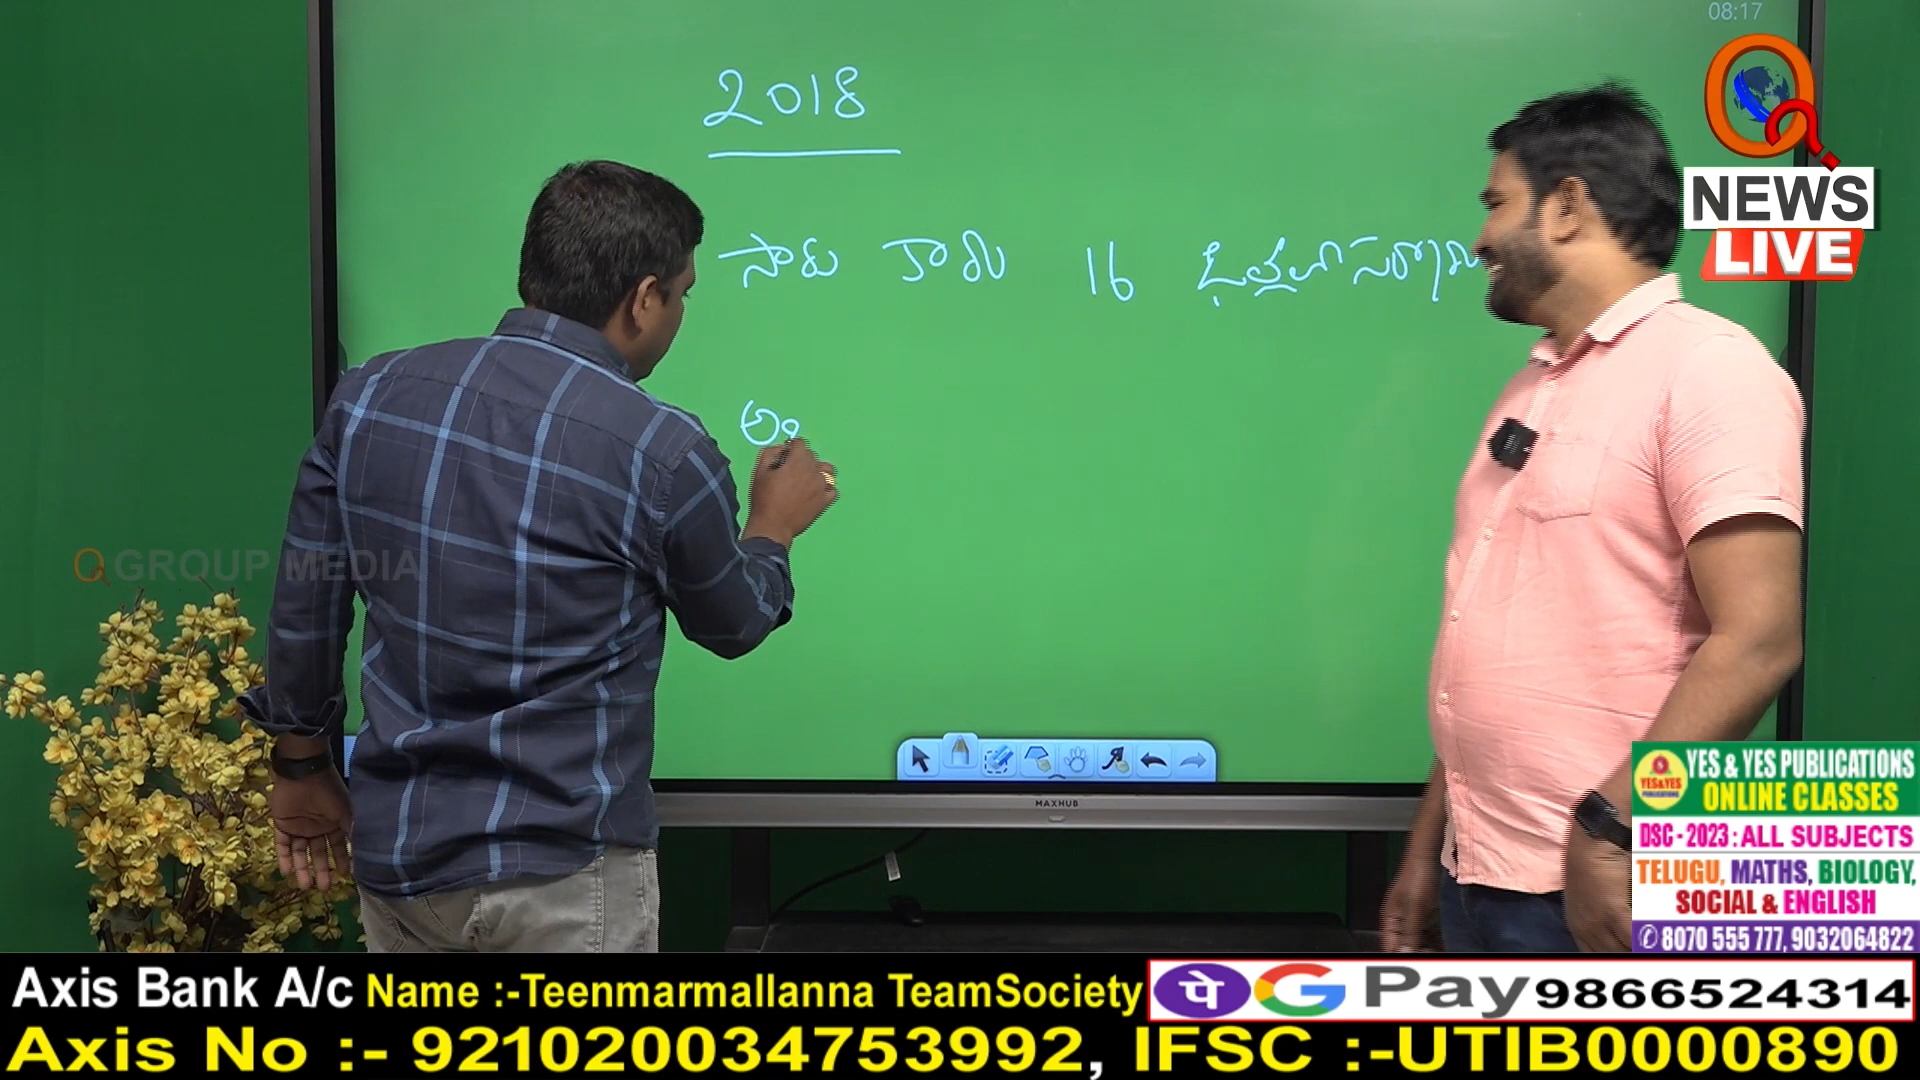 08:17
2018
Q
NEWS
LIVE
సారు కారు 16
అం
Q GROUP MEDIA
MAXHUB
YES & YES PUBLICATIONS
ONLINE CLASSES
YES&YES
DSC - 2023 : ALL SUBJECTS
TELUGU, MATHS, BIOLOGY,
SOCIAL & ENGLISH
8070 555 777, 9032064822
Axis Bank A/c Name :-Teenmarmallanna TeamSociety
पे G Pay 9866524314
Axis No :- 921020034753992, IFSC :-UTIB0000890